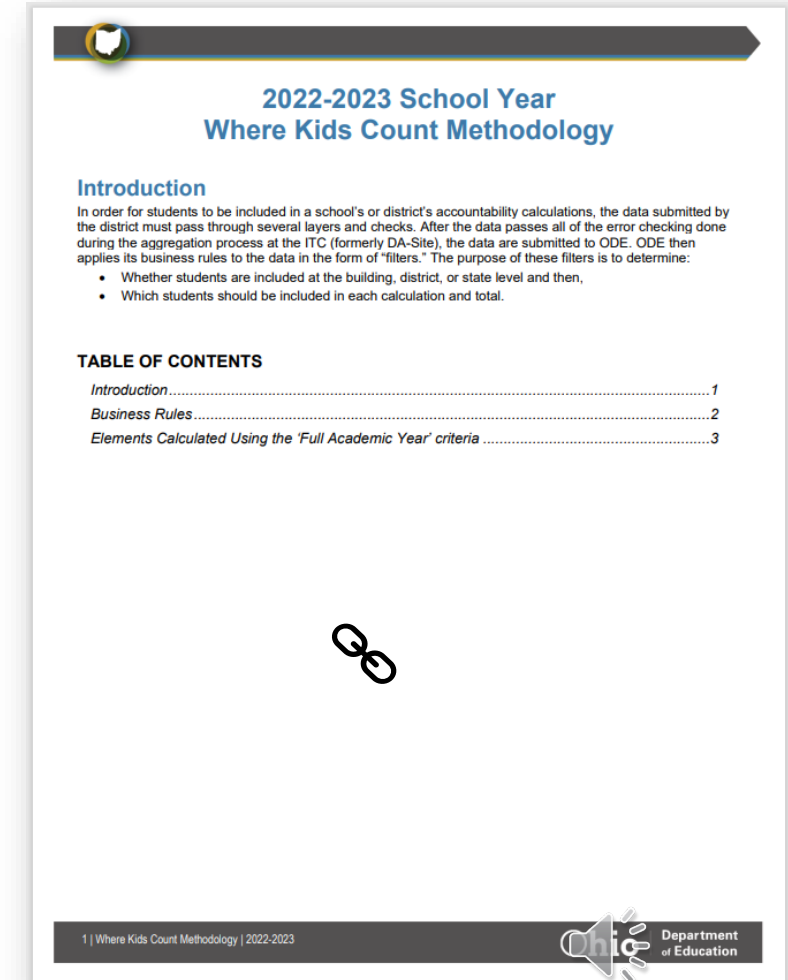 2022-2023 School Year
Where Kids Count Methodology
Introduction
In order for students to be included in a school's or district's accountability calculations, the data submitted by
the district must pass through several layers and checks. After the data passes all of the error checking done
during the aggregation process at the ITC (formerly DA-Site), the data are submitted to ODE. ODE then
applies its business rules to the data in the form of “filters.” The purpose of these filters is to determine:
• Whether students are included at the building, district, or state level and then,
• Which students should be included in each calculation and total.
TABLE OF CONTENTS
Introduction...................................................................................................................................1
Business Rules.............................................................................................................................2
Elements Calculated Using the ‘Full Academic Year’ criteria ......................................................3
1 | Where Kids Count Methodology | 2022-2023
Ohio
Department
of Education